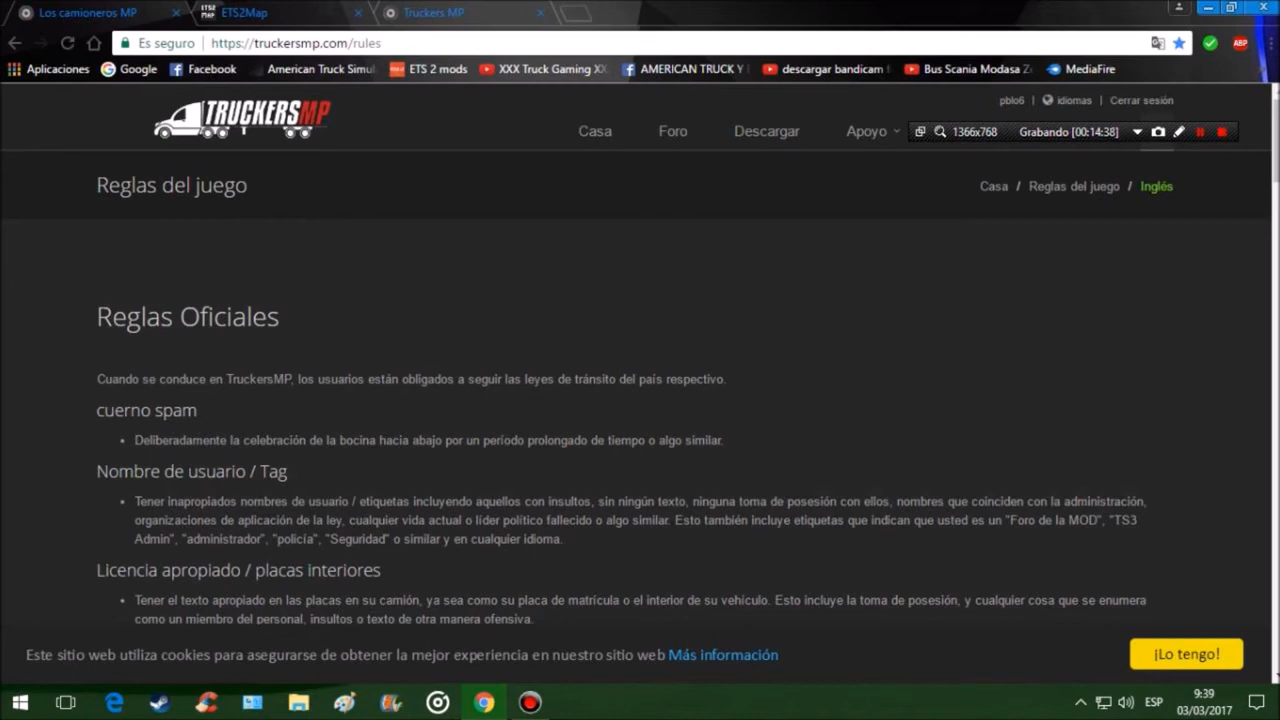 Los camioneros MP
ETS2Map
Truckers MP
Es seguro
https://truckersmp.com/rules
ABP
Aplicaciones
Google
Facebook
American Truck Simul
ETS 2 mods
XXX Truck Gaming XX
AMERICAN TRUCK Y
descargar bandicam f
Bus Scania Modasa Z
MediaFire
TRUCKERSMP
pblo6 | idiomas | Cerrar sesión
Casa
Foro
Descargar
Apoyo
1366x768
Grabando [00:14:38]
Reglas del juego
Casa / Reglas del juego / Inglés
Reglas Oficiales
Cuando se conduce en TruckersMP, los usuarios están obligados a seguir las leyes de tránsito del país respectivo.
cuerno spam
Deliberadamente la celebración de la bocina hacia abajo por un período prolongado de tiempo o algo similar.
Nombre de usuario / Tag
Tener inapropiados nombres de usuario / etiquetas incluyendo aquellos con insultos, sin ningún texto, ninguna toma de posesión con ellos, nombres que coinciden con la administración,
organizaciones de aplicación de la ley, cualquier vida actual o líder político fallecido o algo similar. Esto también incluye etiquetas que indican que usted es un "Foro de la MOD", "TS3
Admin", "administrador", "policía", "Seguridad" o similar y en cualquier idioma.
Licencia apropiado / placas interiores
Tener el texto apropiado en las placas en su camión, ya sea como su placa de matrícula o el interior de su vehículo. Esto incluye la toma de posesión, y cualquier cosa que se enumera
como un miembro del personal, insultos o texto de otra manera ofensiva.
Este sitio web utiliza cookies para asegurarse de obtener la mejor experiencia en nuestro sitio web Más información
¡Lo tengo!
ESP
9:39
03/03/2017